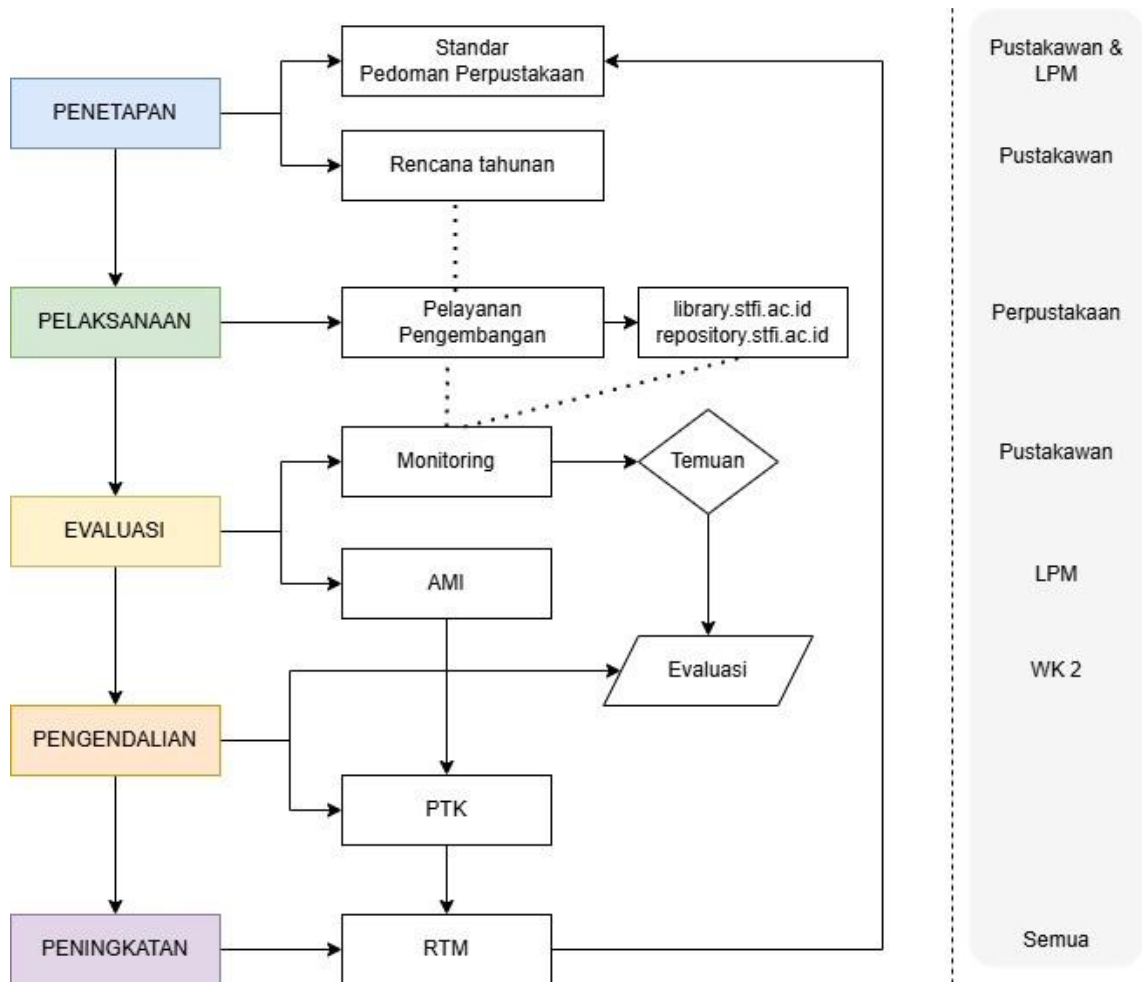 Standar
Pedoman Perpustakaan
Pustakawan &
LPM
PENETAPAN
Rencana tahunan
Pustakawan
PELAKSANAAN
Pelayanan
Pengembangan
library.stfi.ac.id
repository.stfi.ac.id
Perpustakaan
Monitoring
Temuan
Pustakawan
EVALUASI
AMI
LPM
Evaluasi
WK 2
PENGENDALIAN
PTK
PENINGKATAN
RTM
Semua